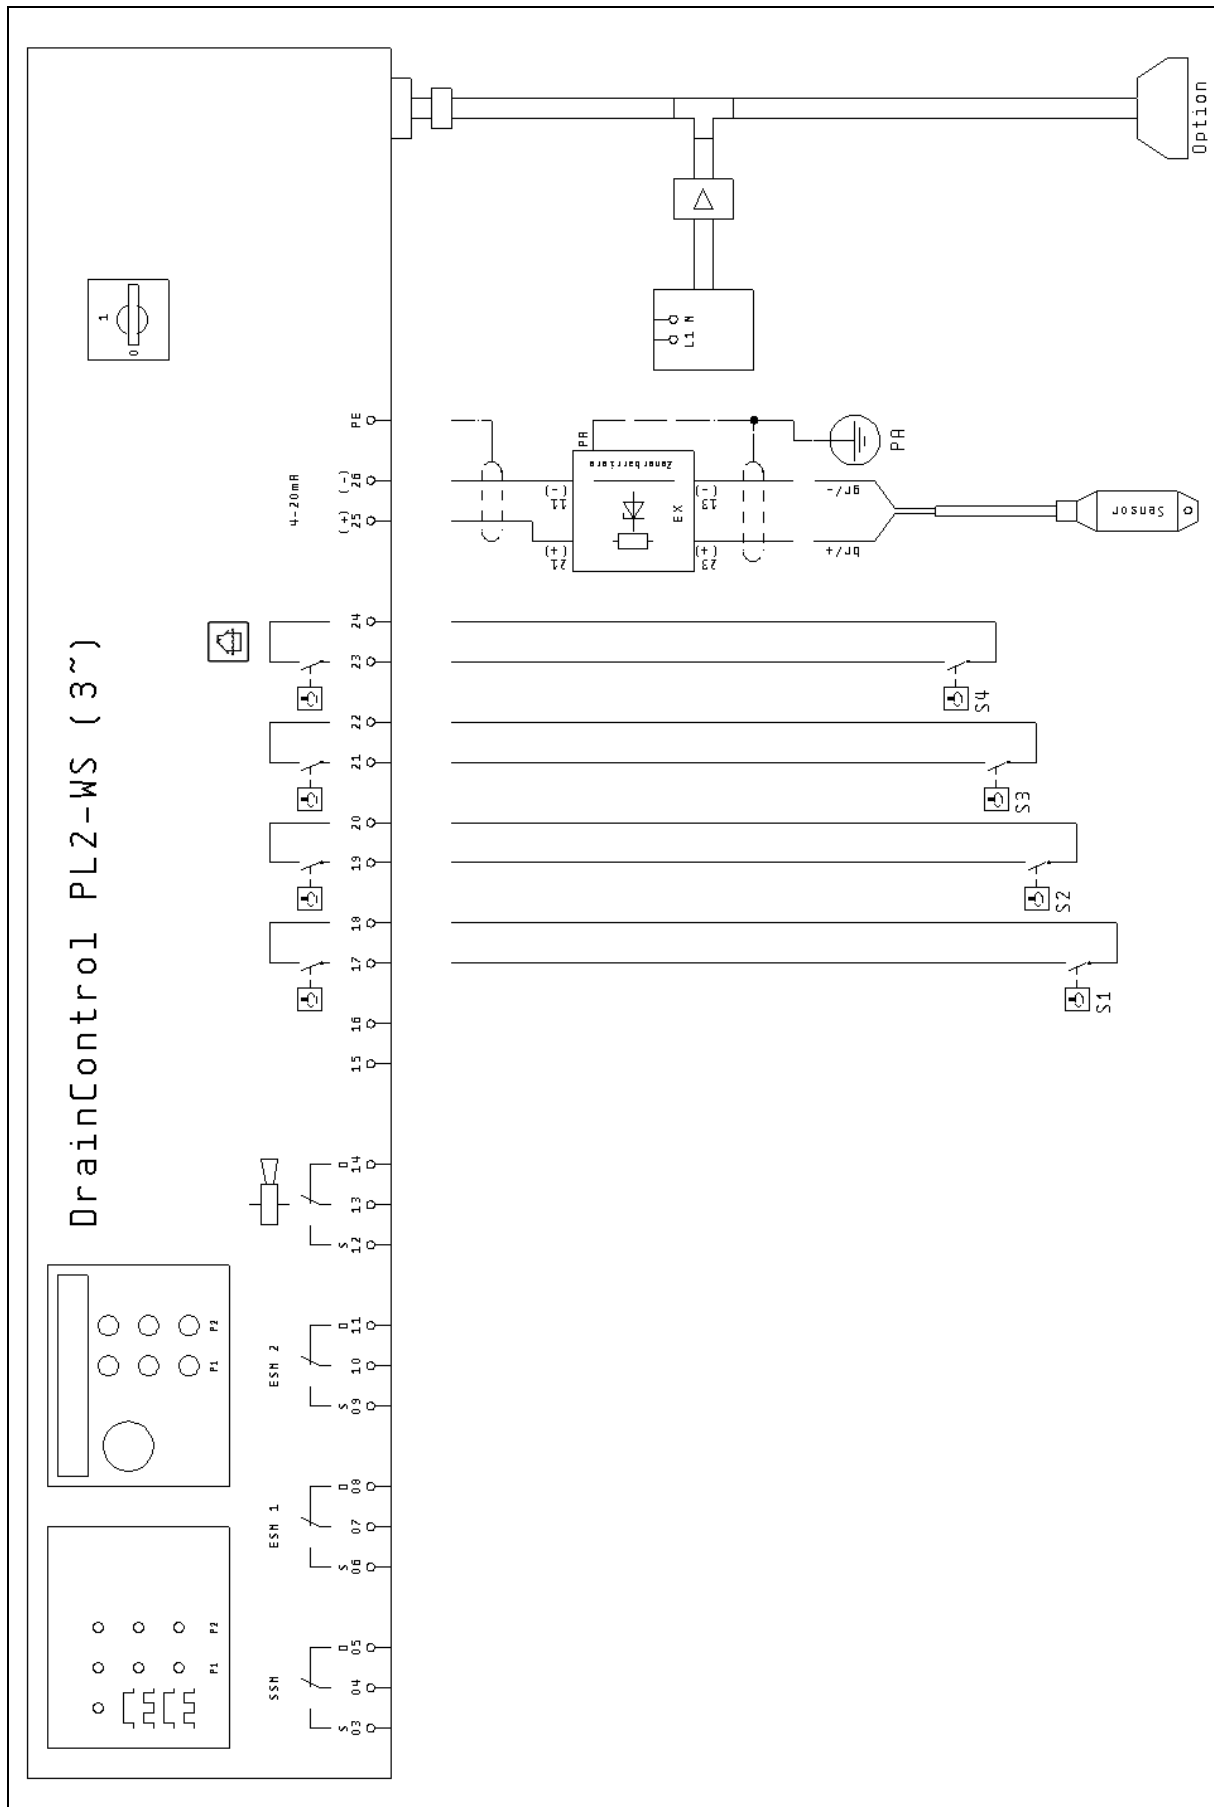 DrainControl PL2-WS (3~)
P1 P2
P1 P2
0 1
SSM
ESM 1
ESM 2
4-20mA
S
03
04
05
S
06
07
08
S
09
10
11
S
12
13
14
15
16
17
18
19
20
21
22
23
24
(+)
25
(-)
26
PE
S1
S2
S3
S4
(+)
21
(-)
11
PA
Zenerbarriere
EX
(+)
23
(-)
13
br/+
gr/-
PA
Sensor
L1 N
Option